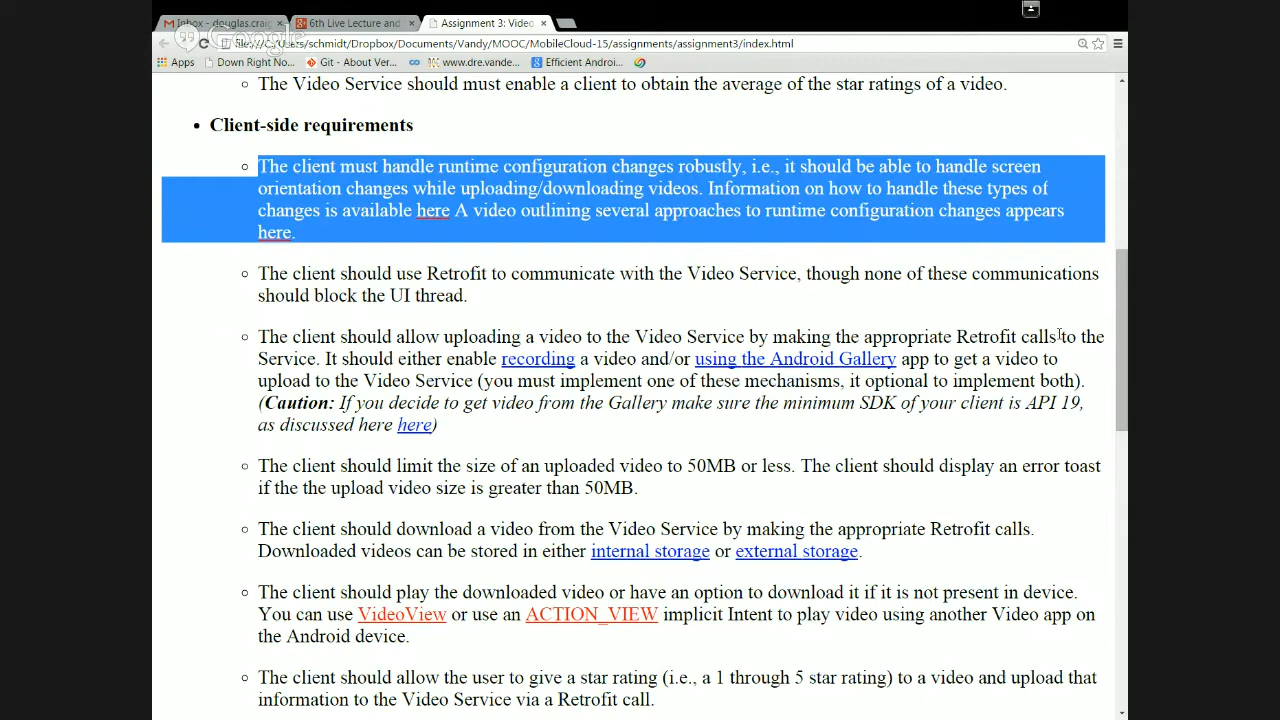 Inbox - douglas.craig
6th Live Lecture and
Assignment 3: Video
Google
file:///C:/Users/schmidt/Dropbox/Documents/Vandy/MOOC/MobileCloud-15/assignments/assignment3/index.html
Apps Down Right No... Git - About Ver... www.dre.vande... Efficient Androi...
The Video Service should must enable a client to obtain the average of the star ratings of a video.
Client-side requirements
The client must handle runtime configuration changes robustly, i.e., it should be able to handle screen
orientation changes while uploading/downloading videos. Information on how to handle these types of
changes is available here A video outlining several approaches to runtime configuration changes appears
here.
The client should use Retrofit to communicate with the Video Service, though none of these communications
should block the UI thread.
The client should allow uploading a video to the Video Service by making the appropriate Retrofit calls to the
Service. It should either enable recording a video and/or using the Android Gallery app to get a video to
upload to the Video Service (you must implement one of these mechanisms, it optional to implement both).
(Caution: If you decide to get video from the Gallery make sure the minimum SDK of your client is API 19,
as discussed here here)
The client should limit the size of an uploaded video to 50MB or less. The client should display an error toast
if the the upload video size is greater than 50MB.
The client should download a video from the Video Service by making the appropriate Retrofit calls.
Downloaded videos can be stored in either internal storage or external storage.
The client should play the downloaded video or have an option to download it if it is not present in device.
You can use VideoView or use an ACTION_VIEW implicit Intent to play video using another Video app on
the Android device.
The client should allow the user to give a star rating (i.e., a 1 through 5 star rating) to a video and upload that
information to the Video Service via a Retrofit call.